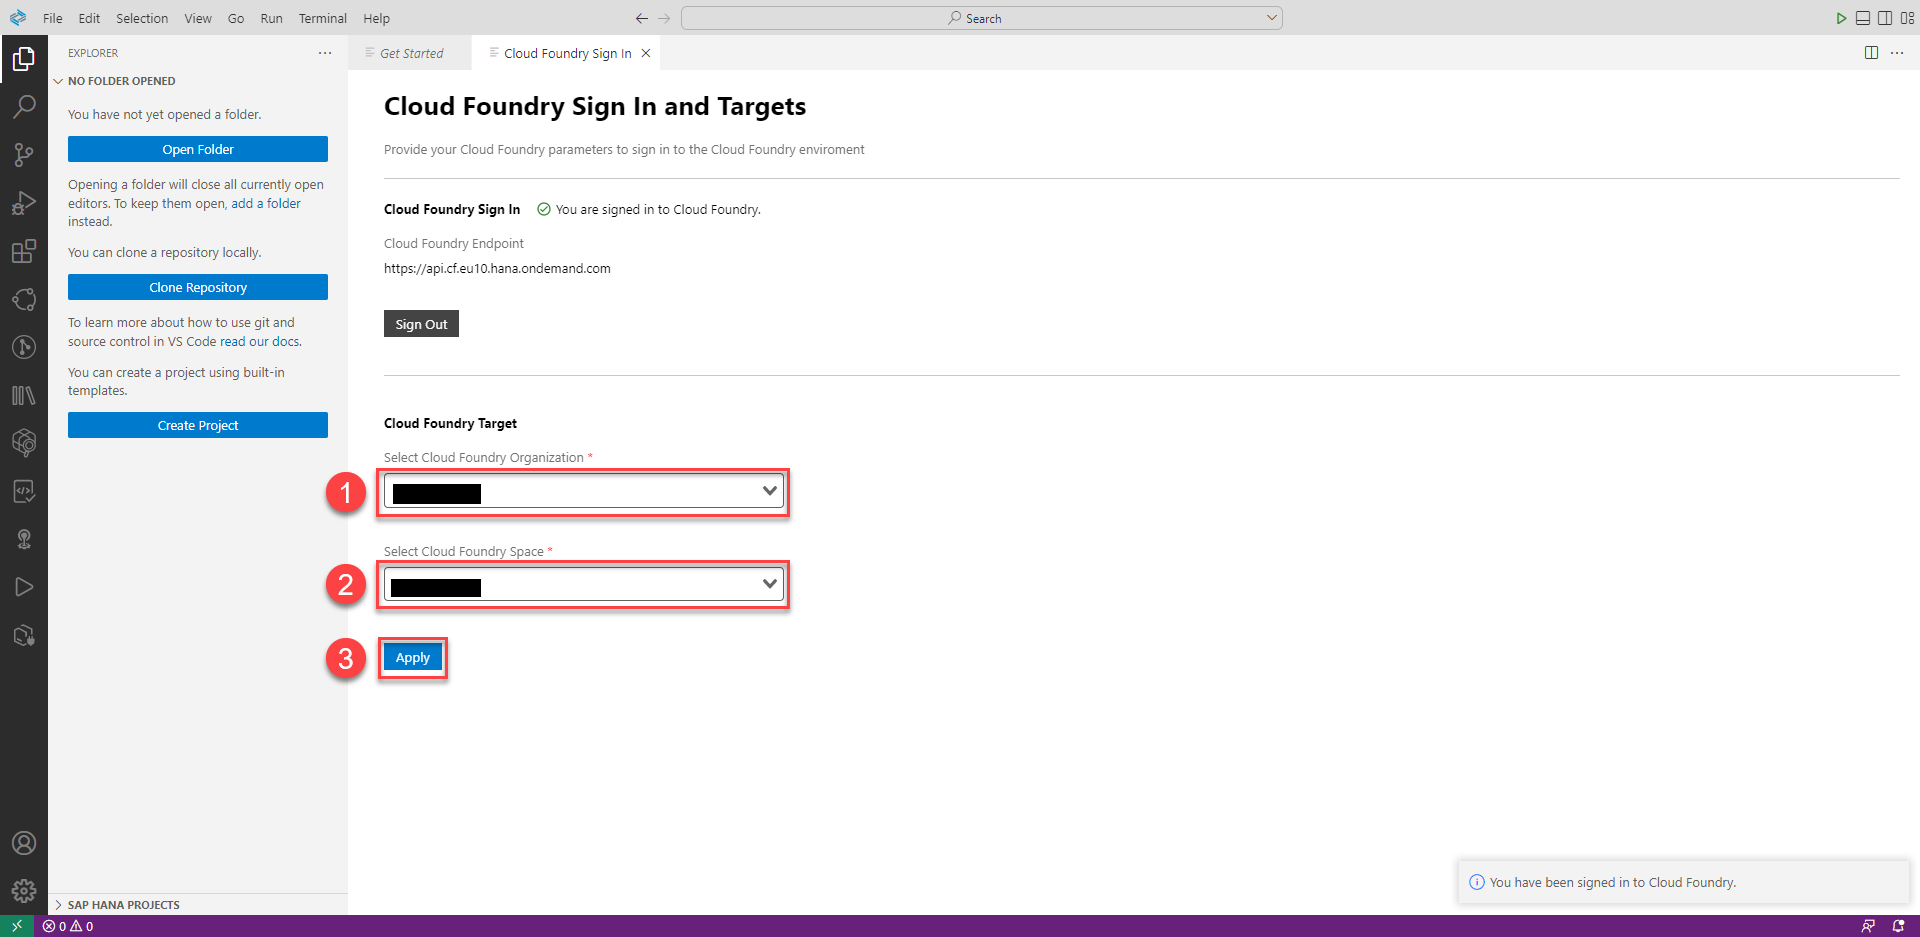 File Edit Selection View Go Run Terminal Help
Search
EXPLORER
NO FOLDER OPENED
You have not yet opened a folder.
Open Folder
Opening a folder will close all currently open
editors. To keep them open, add a folder
instead.
You can clone a repository locally.
Clone Repository
To learn more about how to use git and
source control in VS Code read our docs.
You can create a project using built-in
templates.
Create Project
SAP HANA PROJECTS
Get Started
Cloud Foundry Sign In
Cloud Foundry Sign In and Targets
Provide your Cloud Foundry parameters to sign in to the Cloud Foundry enviroment
Cloud Foundry Sign In You are signed in to Cloud Foundry.
Cloud Foundry Endpoint
https://api.cf.eu10.hana.ondemand.com
Sign Out
Cloud Foundry Target
Select Cloud Foundry Organization *
1
Select Cloud Foundry Space *
2
3 Apply
You have been signed in to Cloud Foundry.
0 0